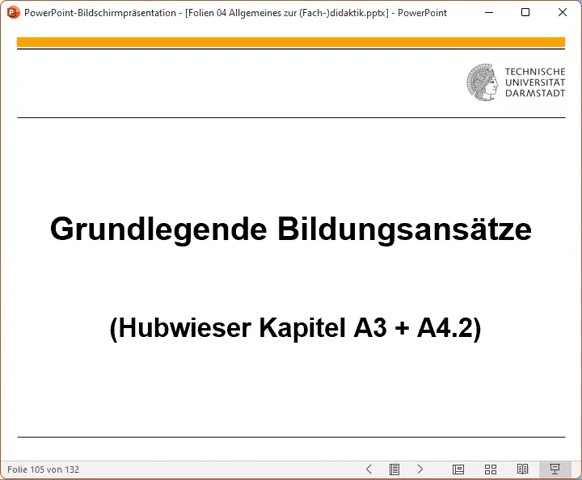 PowerPoint-Bildschirmpräsentation - [Folien 04 Allgemeines zur (Fach-)didaktik.pptx] - PowerPoint
TECHNISCHE
UNIVERSITÄT
DARMSTADT
Grundlegende Bildungsansätze
(Hubwieser Kapitel A3 + A4.2)
Folie 105 von 132